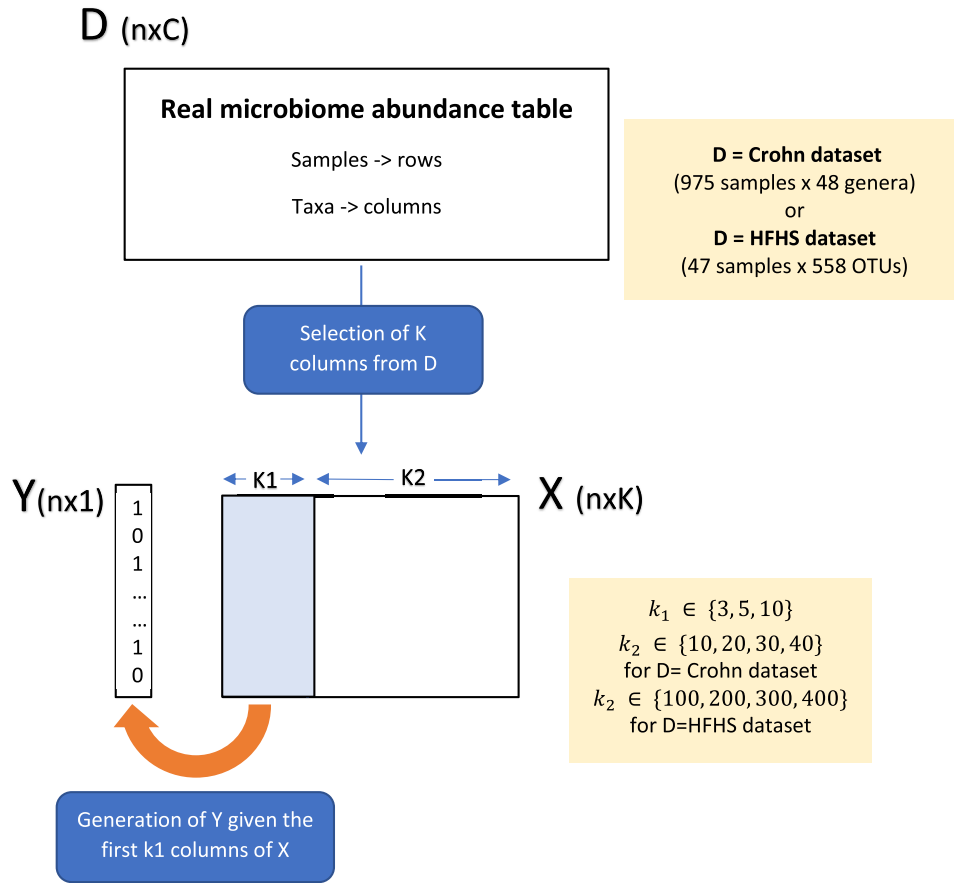 D (nxC)
Real microbiome abundance table
Samples -> rows
Taxa -> columns
D = Crohn dataset
(975 samples x 48 genera)
or
D = HFHS dataset
(47 samples x 558 OTUs)
Selection of K
columns from D
K1
K2
Y(nx1)
1
0
1
...
...
1
0
X (nxK)
k₁ ∈ {3, 5, 10}
k₂ ∈ {10, 20, 30, 40}
for D= Crohn dataset
k₂ ∈ {100, 200, 300, 400}
for D=HFHS dataset
Generation of Y given the
first k1 columns of X